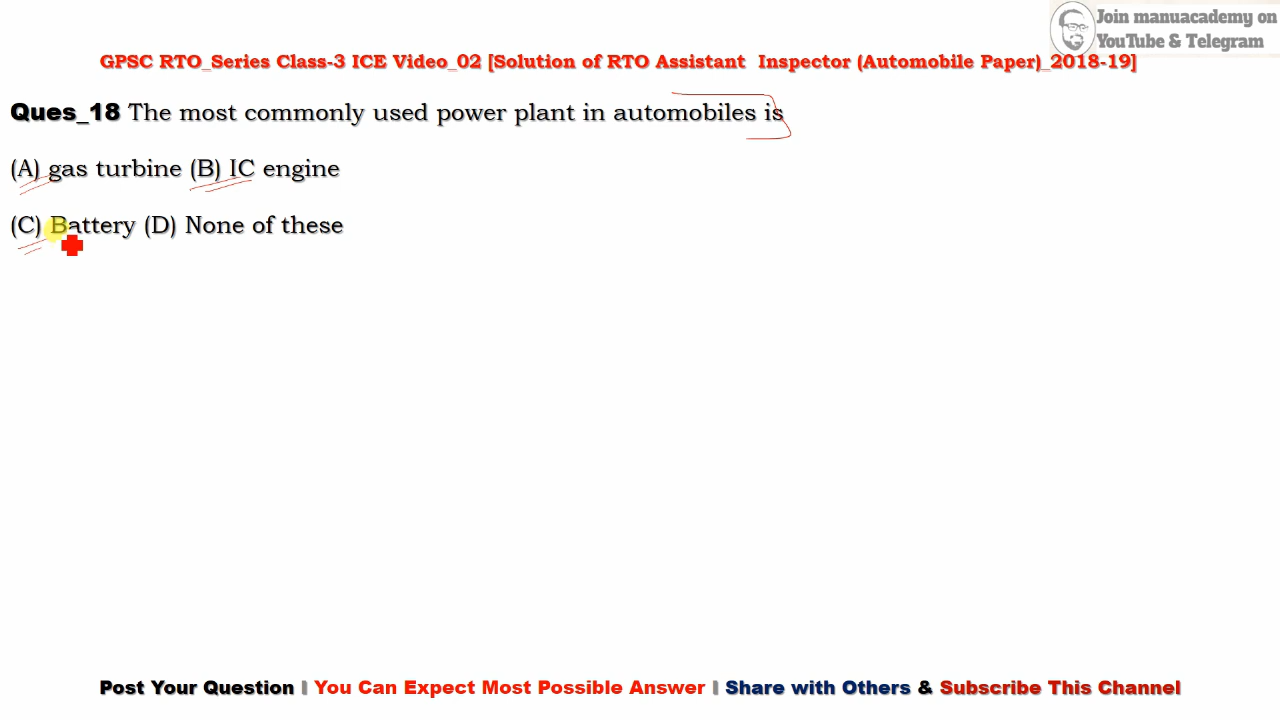 Join manuacademy on
YouTube & Telegram
GPSC RTO_Series Class-3 ICE Video_02 [Solution of RTO Assistant Inspector (Automobile Paper)_2018-19]
Ques_18 The most commonly used power plant in automobiles is
(A) gas turbine (B) IC engine
(C) Battery (D) None of these
Post Your Question | You Can Expect Most Possible Answer | Share with Others & Subscribe This Channel